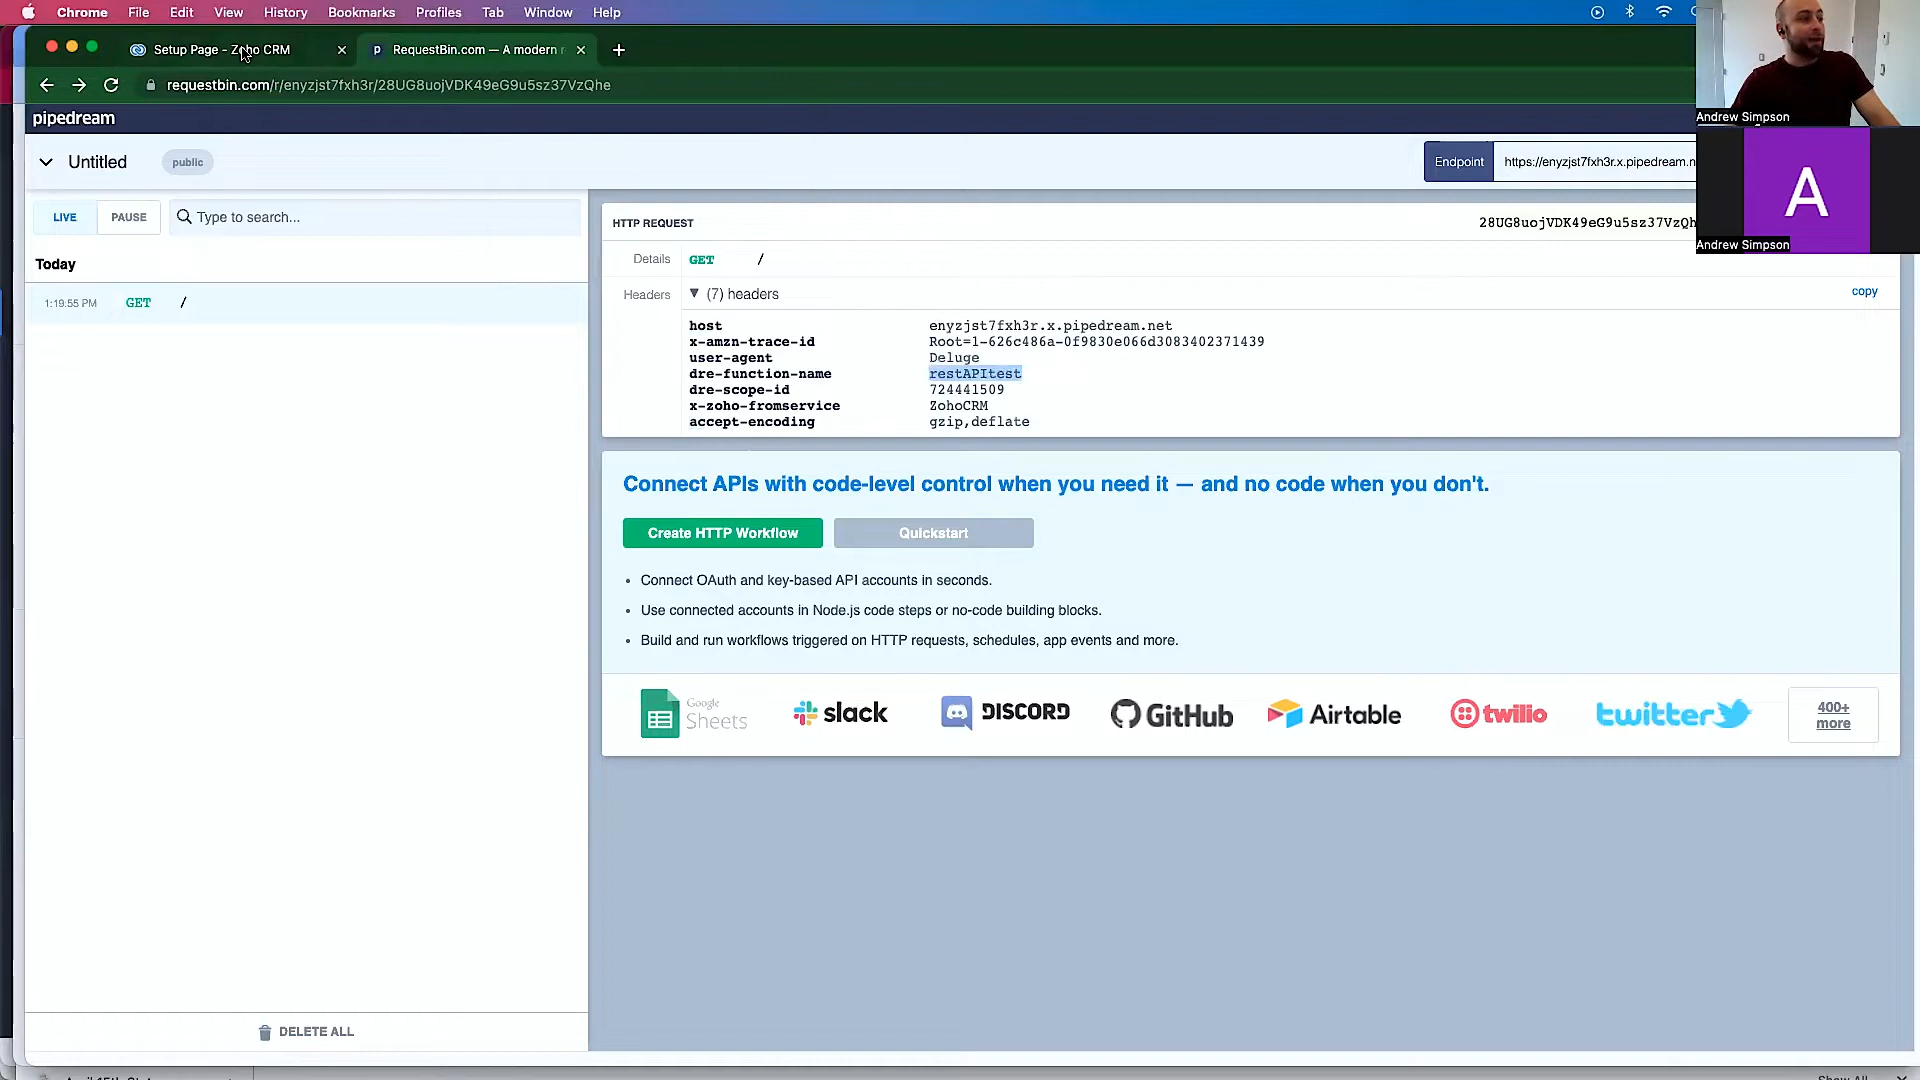 Chrome File Edit View History Bookmarks Profiles Tab Window Help
Setup Page - Zoho CRM
RequestBin.com — A modern
requestbin.com/r/enyzjst7fxh3r/28UG8uojVDK49eG9u5sz37VzQhe
Andrew Simpson
pipedream
Untitled public
Endpoint https://enyzjst7fxh3r.x.pipedream.n
A
Andrew Simpson
LIVE PAUSE Type to search...
Today
1:19:55 PM GET /
HTTP REQUEST 28UG8uojVDK49eG9u5sz37VzQh
Details GET /
Headers (7) headers copy
host enyzjst7fxh3r.x.pipedream.net
x-amzn-trace-id Root=1-626c486a-0f9830e066d3083402371439
user-agent Deluge
dre-function-name restAPItest
dre-scope-id 724441509
x-zoho-fromservice ZohoCRM
accept-encoding gzip,deflate
Connect APIs with code-level control when you need it — and no code when you don't.
Create HTTP Workflow Quickstart
• Connect OAuth and key-based API accounts in seconds.
• Use connected accounts in Node.js code steps or no-code building blocks.
• Build and run workflows triggered on HTTP requests, schedules, app events and more.
Google Sheets
slack
DISCORD
GitHub
Airtable
twilio
twitter
400+
more
DELETE ALL